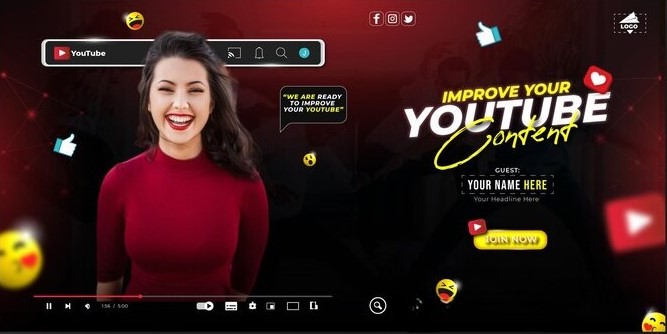 LOGO
YouTube
J
"WE ARE READY
TO IMPROVE
YOUR YOUTUBE"
IMPROVE YOUR
YOUTUBE
Content
GUEST:
YOUR NAME HERE
Your Headline Here
JOIN NOW
1:56 / 5:00